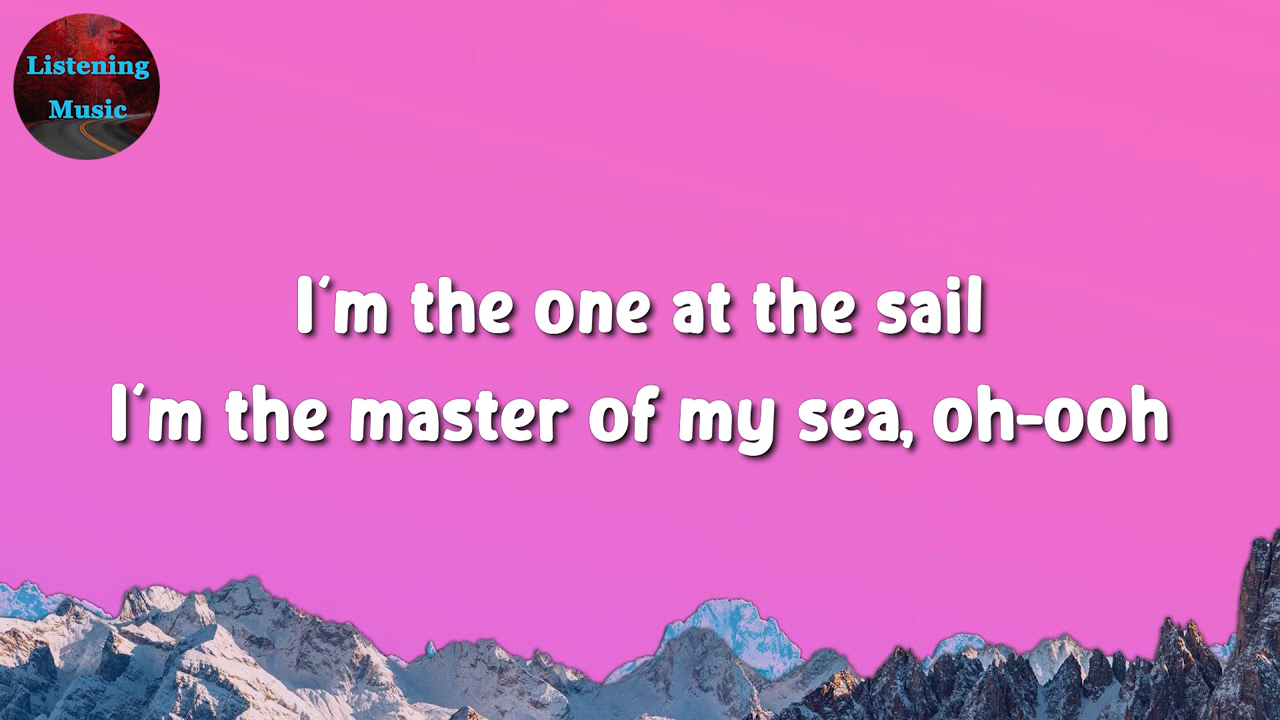 Listening
Music
I'm the one at the sail
I'm the master of my sea, oh-ooh